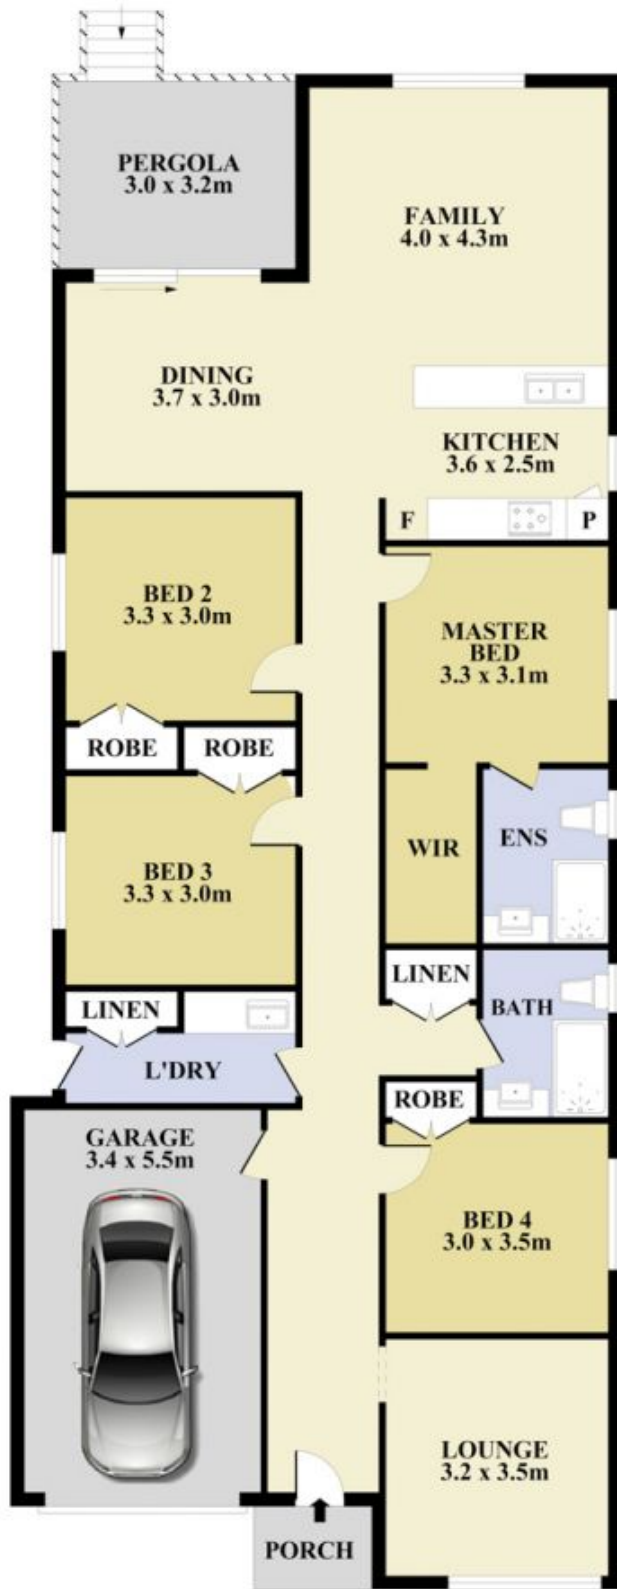 PERGOLA
3.0 x 3.2m
FAMILY
4.0 x 4.3m
DINING
3.7 x 3.0m
KITCHEN
3.6 x 2.5m
F
P
BED 2
3.3 x 3.0m
MASTER
BED
3.3 x 3.1m
ROBE
ROBE
BED 3
3.3 x 3.0m
WIR
ENS
LINEN
BATH
LINEN
L'DRY
ROBE
GARAGE
3.4 x 5.5m
BED 4
3.0 x 3.5m
LOUNGE
3.2 x 3.5m
PORCH